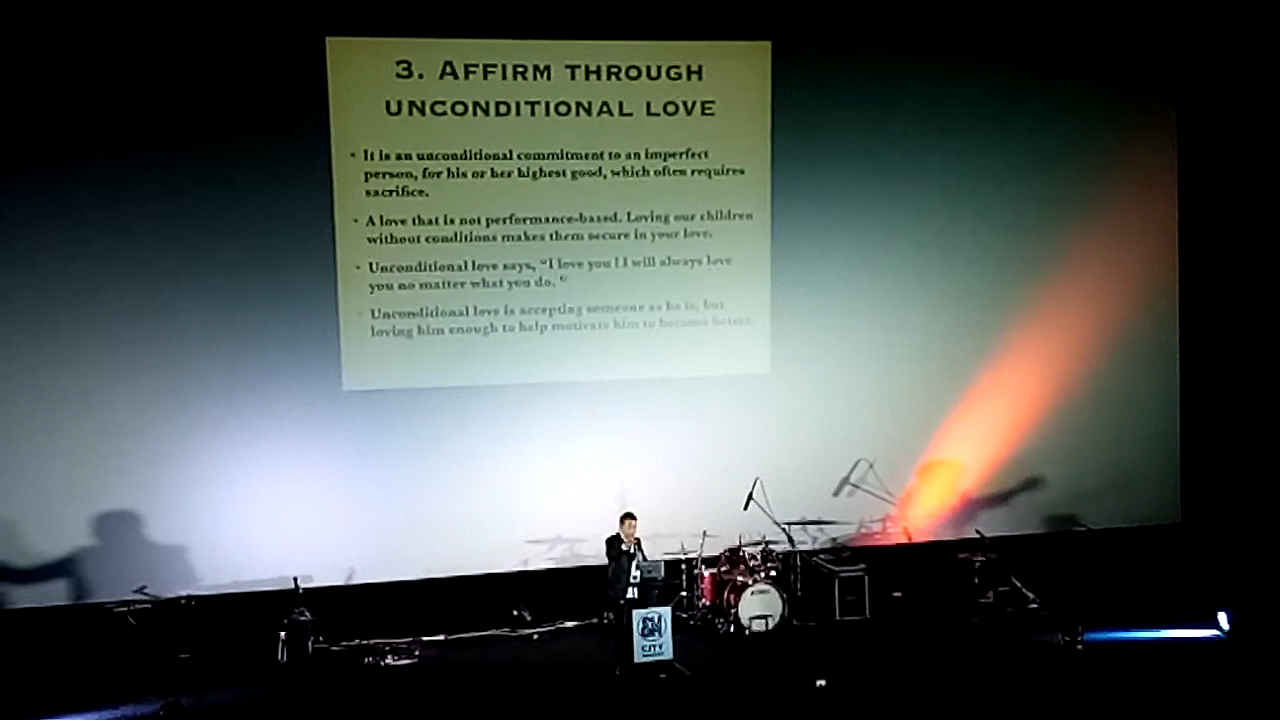 3. AFFIRM THROUGH
UNCONDITIONAL LOVE
• It is an unconditional commitment to an imperfect
person, for his or her highest good, which often requires
sacrifice.
• A love that is not performance-based. Loving our children
without conditions makes them secure in your love.
• Unconditional love says, “I love you! I will always love
you no matter what you do. “
• Unconditional love is accepting someone as he is, but
loving him enough to help motivate him to become better.
SM
CITY